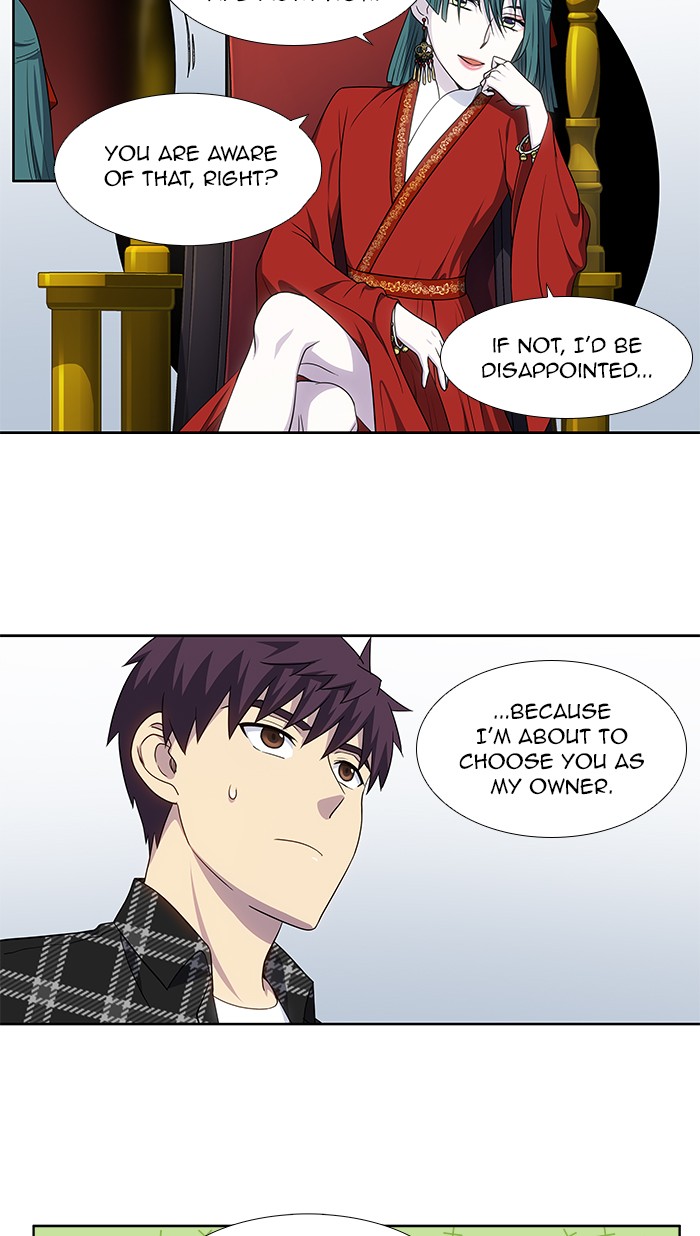 YOU ARE AWARE
OF THAT, RIGHT?
IF NOT, I'D BE
DISAPPOINTED...
...BECAUSE
I'M ABOUT TO
CHOOSE YOU AS
MY OWNER.